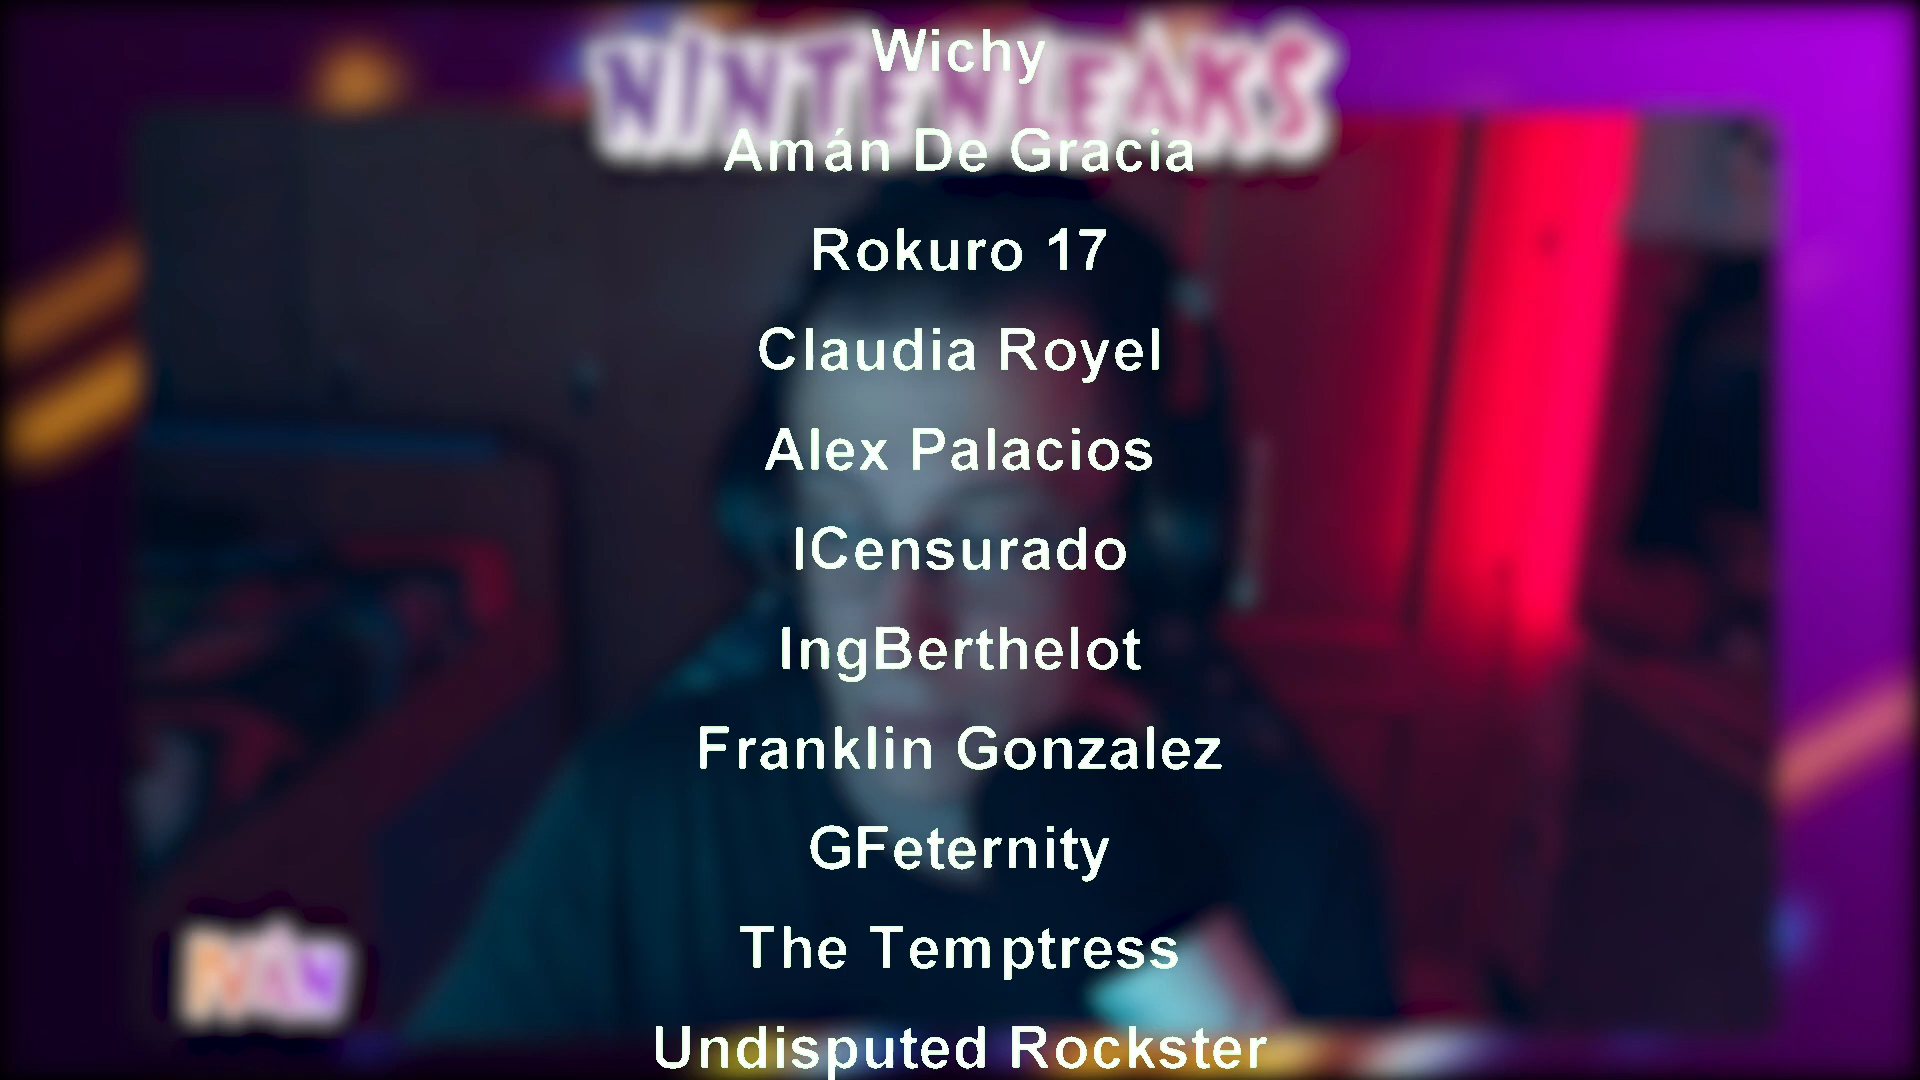 NINTENLEAKS
Wichy
Amán De Gracia
Rokuro 17
Claudia Royel
Alex Palacios
ICensurado
IngBerthelot
Franklin Gonzalez
GFeternity
The Temptress
Undisputed Rockster